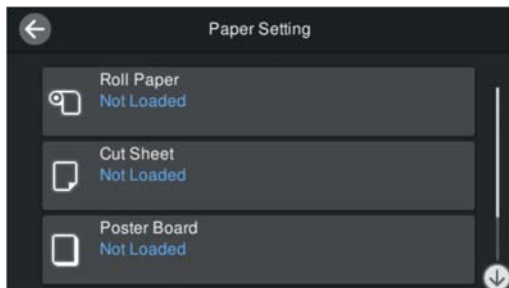 Paper Setting
Roll Paper
Not Loaded
Cut Sheet
Not Loaded
Poster Board
Not Loaded